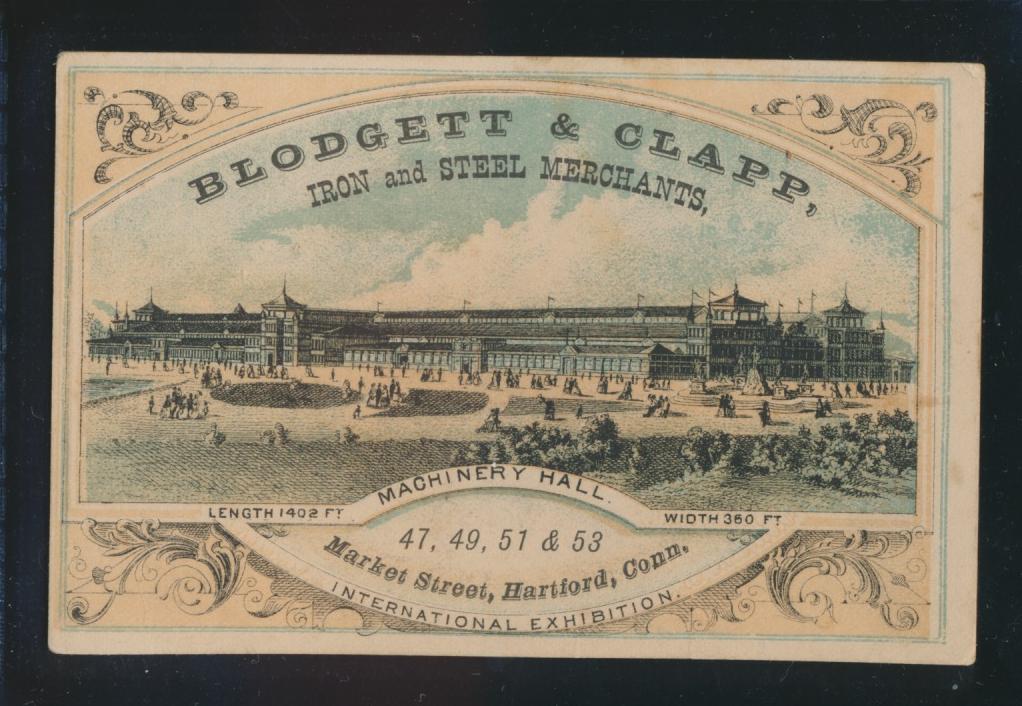 BLODGETT & CLAPP,
IRON and STEEL MERCHANTS,
MACHINERY HALL.
LENGTH 1402 FT.
WIDTH 360 FT
47, 49, 51 & 53
Market Street, Hartford, Conn.
INTERNATIONAL EXHIBITION.